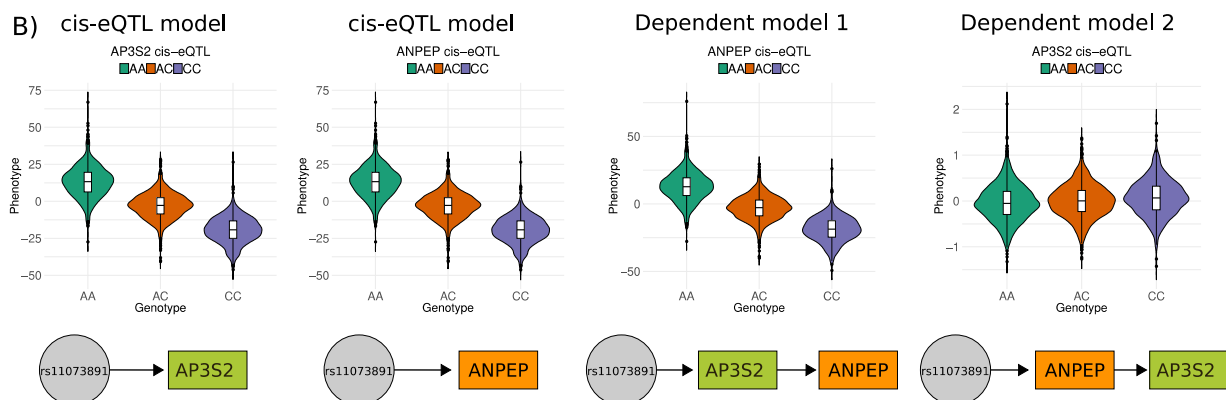 B)
cis-eQTL model
AP3S2 cis−eQTL
AA AC CC
75
50
25
0
−25
−50
Phenotype
AA AC CC
Genotype
rs11073891
AP3S2
cis-eQTL model
ANPEP cis−eQTL
AA AC CC
75
50
25
0
−25
−50
Phenotype
AA AC CC
Genotype
rs11073891
ANPEP
Dependent model 1
ANPEP cis−eQTL
AA AC CC
50
0
−50
Phenotype
AA AC CC
Genotype
rs11073891
AP3S2
ANPEP
Dependent model 2
AP3S2 cis−eQTL
AA AC CC
2
1
0
−1
Phenotype
AA AC CC
Genotype
rs11073891
ANPEP
AP3S2